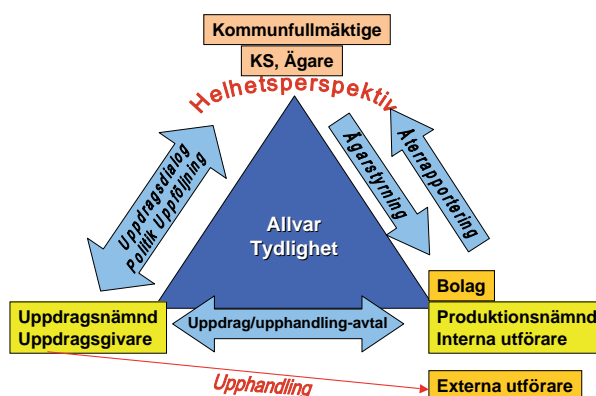 Kommunfullmäktige
KS, Ägare
Helhetsperspektiv
Uppdragsdialog
Politik Uppföljning
Ägarstyrning
Återrapportering
Allvar
Tydlighet
Bolag
Uppdragsnämnd
Uppdragsgivare
Uppdrag/upphandling-avtal
Produktionsnämnd
Interna utförare
Upphandling
Externa utförare